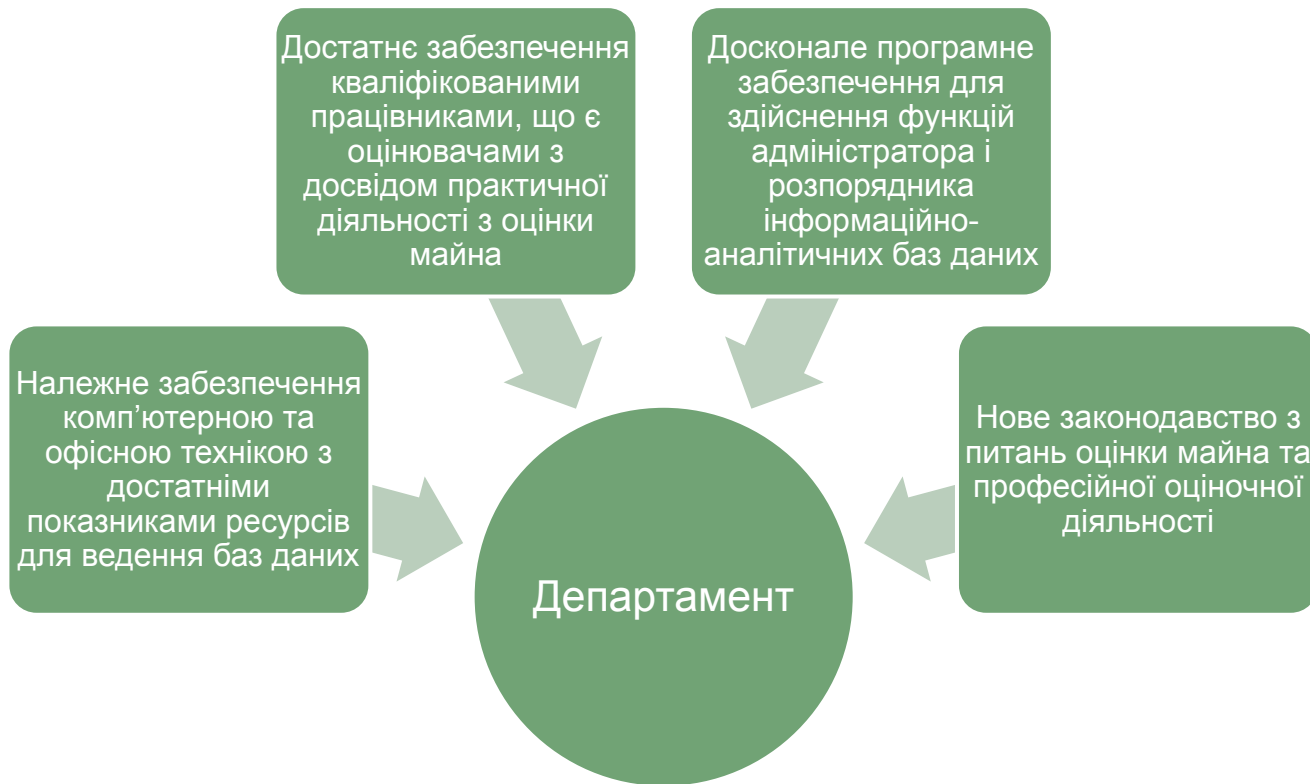 Достатнє забезпечення
кваліфікованими
працівниками, що є
оцінювачами з
досвідом практичної
діяльності з оцінки
майна
Досконале програмне
забезпечення для
здійснення функцій
адміністратора і
розпорядника
інформаційно-
аналітичних баз даних
Належне забезпечення
комп’ютерною та
офісною технікою з
достатніми
показниками ресурсів
для ведення баз даних
Нове законодавство з
питань оцінки майна та
професійної оціночної
діяльності
Департамент